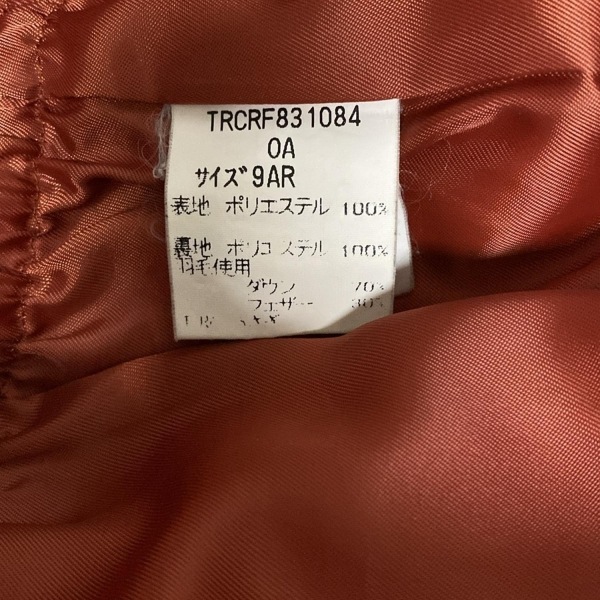 TRCRF831084
0A
サイズ 9AR
表地 ポリエステル 100%
裏地 ポリエステル 100%
羽毛使用
ダウン 70%
フェザー 30%